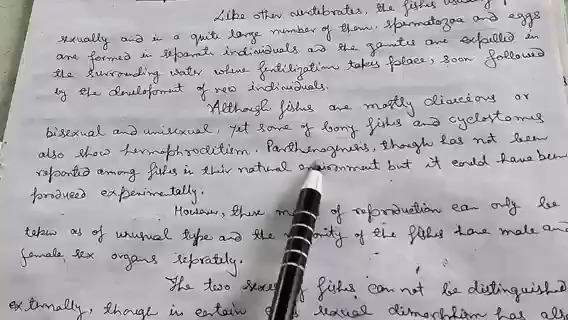 Like other vertebrates, the fishes usually
sexually and in a quite large number of them, spermatozoa and eggs
are formed in separate individuals and the gametes are expelled in
the surrounding water where fertilization takes place, soon followed
by the development of new individuals.
Although fishes are mostly diœcious or
bisexual and unisexual, yet some of bony fishes and cyclostomes
also show hermophroditism. Parthenogenesis, though has not been
reported among fishes in their natural environment but it could have been
produced experimentally.
However, these of reproduction can only be
taken as of unusual type and the of the fishes have male and
female sex organs seprately.
The two sexes fishes can not be distinguished
externally, though in certain sexual dimorphism has also